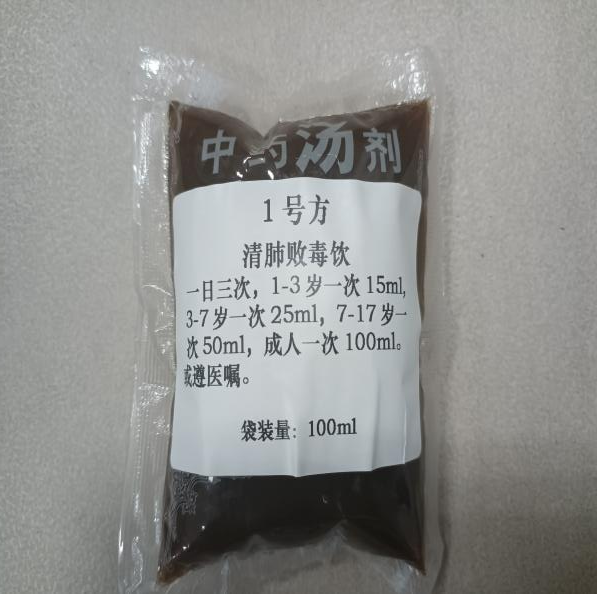 中药汤剂
1号方
清肺败毒饮
一日三次，1-3岁一次15ml,
3-7岁一次25ml，7-17岁一
次50ml，成人一次100ml。
或遵医嘱。
袋装量：100ml